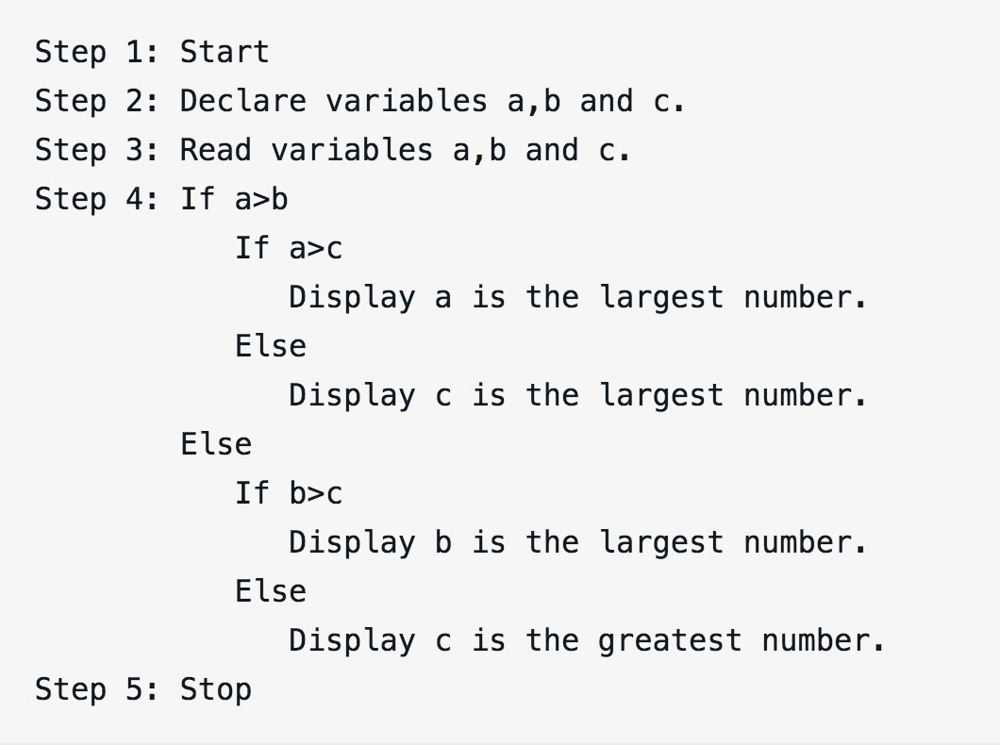 Step 1: Start
Step 2: Declare variables a,b and c.
Step 3: Read variables a,b and c.
Step 4: If a>b
           If a>c
              Display a is the largest number.
           Else
              Display c is the largest number.
        Else
           If b>c
              Display b is the largest number.
           Else
              Display c is the greatest number.
Step 5: Stop